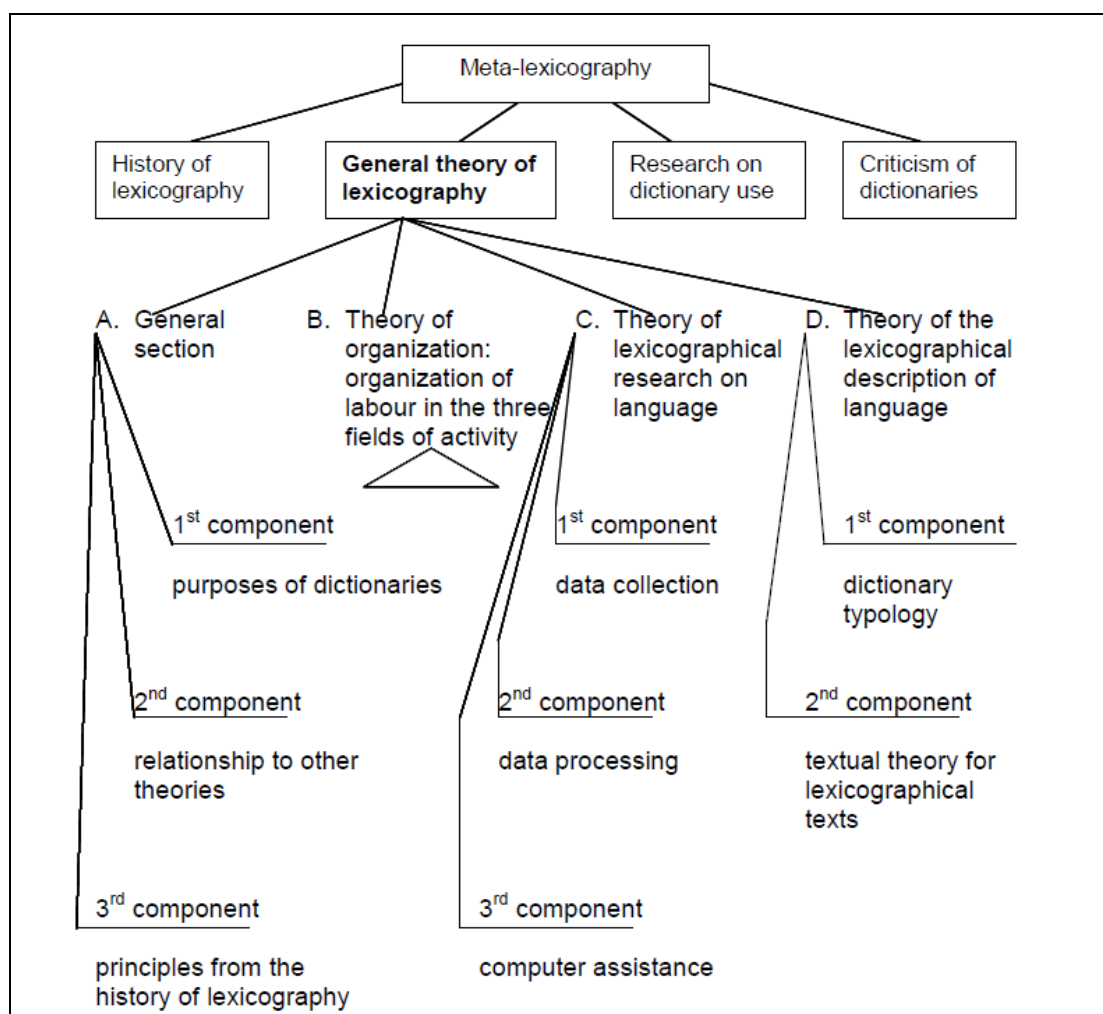 Meta-lexicography
History of
lexicography
General theory of
lexicography
Research on
dictionary use
Criticism of
dictionaries
A. General
section
B. Theory of
organization:
organization of
labour in the three
fields of activity
C. Theory of
lexicographical
research on
language
D. Theory of the
lexicographical
description of
language
1st component
purposes of dictionaries
2nd component
relationship to other
theories
3rd component
principles from the
history of lexicography
1st component
data collection
2nd component
data processing
3rd component
computer assistance
1st component
dictionary
typology
2nd component
textual theory for
lexicographical
texts